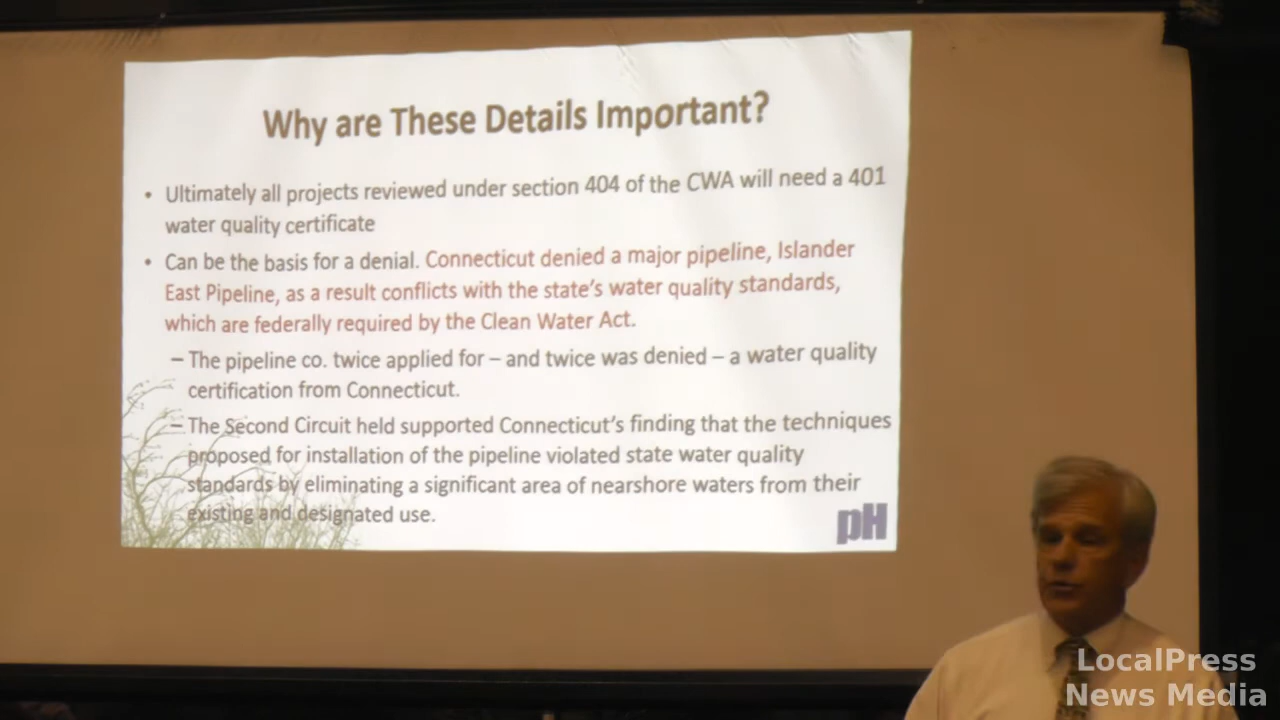 Why are These Details Important?
• Ultimately all projects reviewed under section 404 of the CWA will need a 401
water quality certificate
• Can be the basis for a denial. Connecticut denied a major pipeline, Islander
East Pipeline, as a result conflicts with the state's water quality standards,
which are federally required by the Clean Water Act.
– The pipeline co. twice applied for – and twice was denied – a water quality
certification from Connecticut.
– The Second Circuit held supported Connecticut's finding that the techniques
proposed for installation of the pipeline violated state water quality
standards by eliminating a significant area of nearshore waters from their
existing and designated use.
pH
LocalPress
News Media